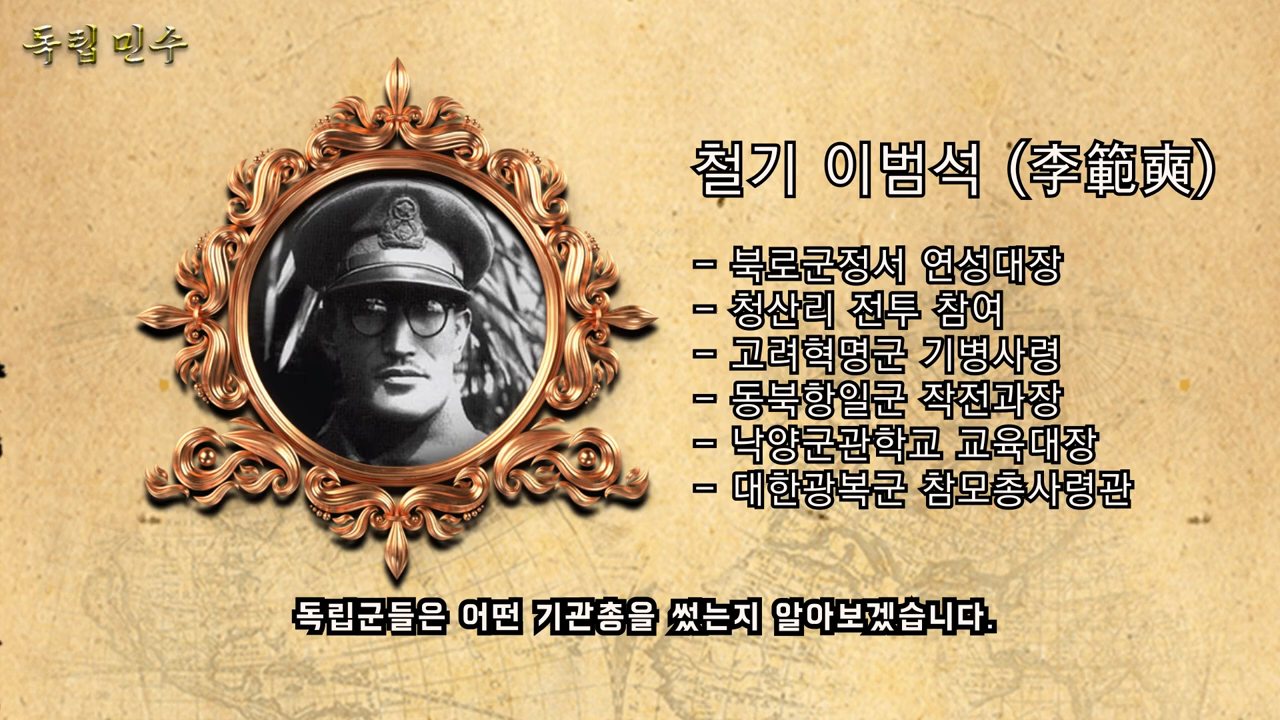 독립 민수
철기 이범석 (李範奭)
- 북로군정서 연성대장
- 청산리 전투 참여
- 고려혁명군 기병사령
- 동북항일군 작전과장
- 낙양군관학교 교육대장
- 대한광복군 참모총사령관
독립군들은 어떤 기관총을 썼는지 알아보겠습니다.